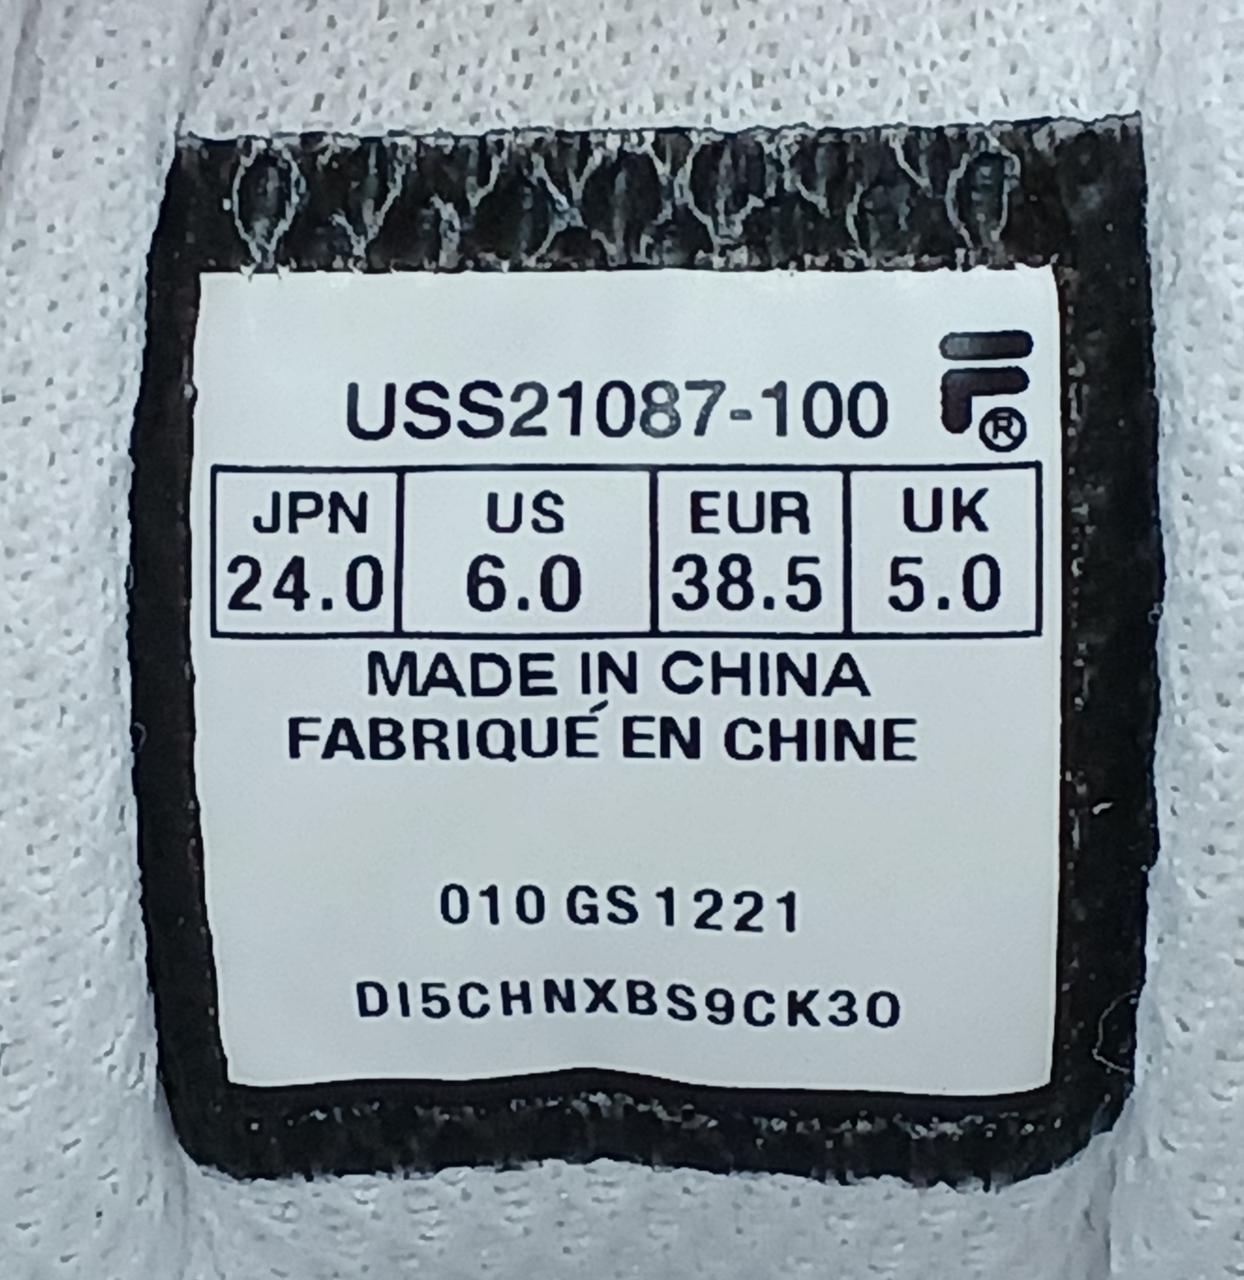 USS21087-100
®
JPN US EUR UK
24.0 6.0 38.5 5.0
MADE IN CHINA
FABRIQUÉ EN CHINE
010 GS 1221
DI5CHNXBS9CK30